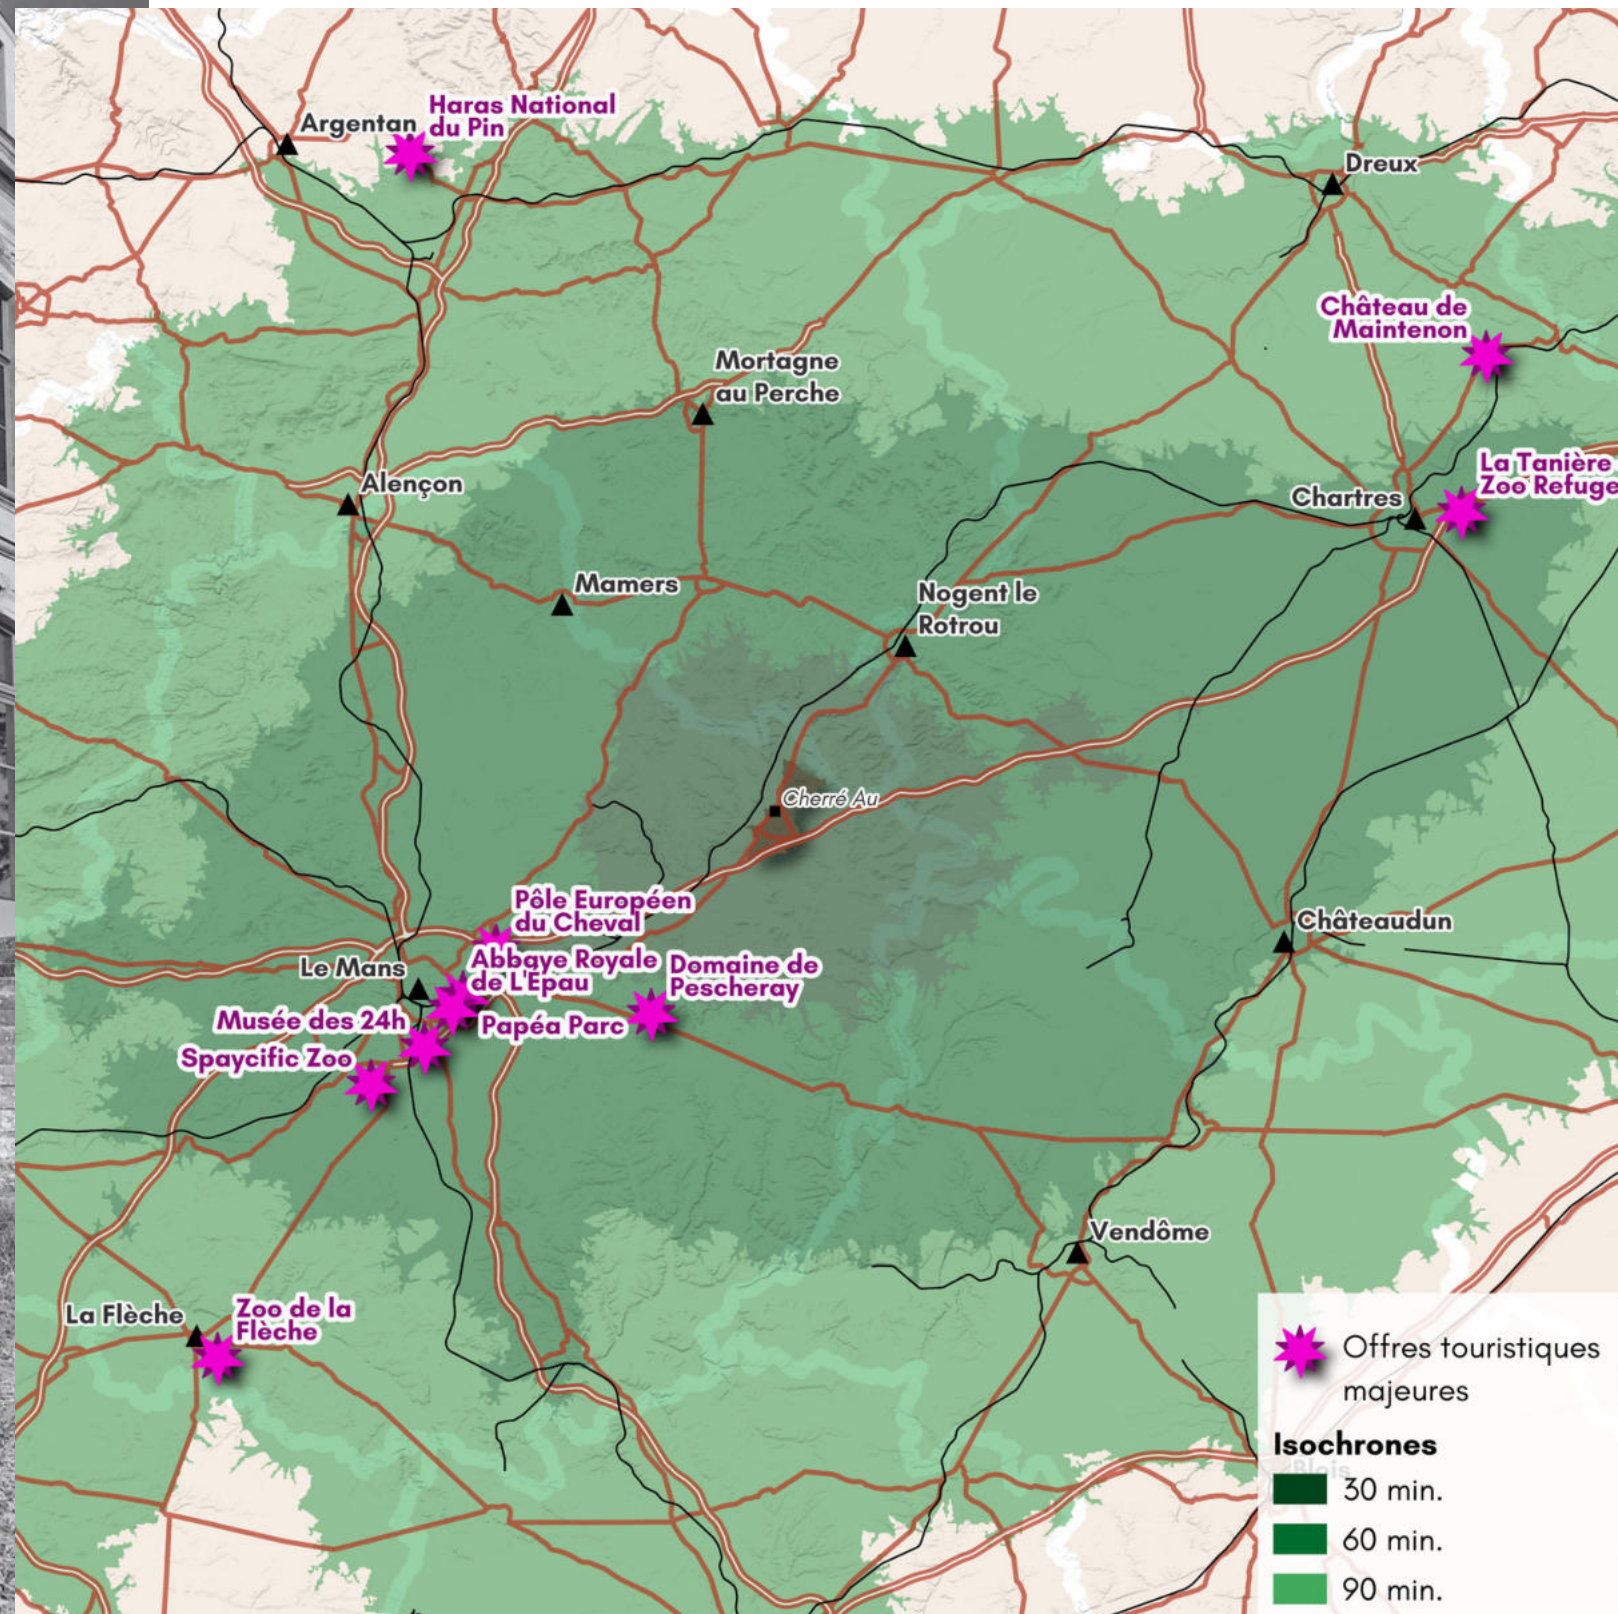 Haras National
du Pin
Argentan
Dreux
Château de
Maintenon
Mortagne
au Perche
La Tanière
Zoo Refuge
Alençon
Chartres
Mamers
Nogent le
Rotrou
Cherré Au
Pôle Européen
du Cheval
Châteaudun
Le Mans
Abbaye Royale
de L'Epau
Domaine de
Pescheray
Musée des 24h
Papéa Parc
Spaycific Zoo
Vendôme
La Flèche
Zoo de la
Flèche
Offres touristiques
majeures
Isochrones
Blois
30 min.
60 min.
90 min.